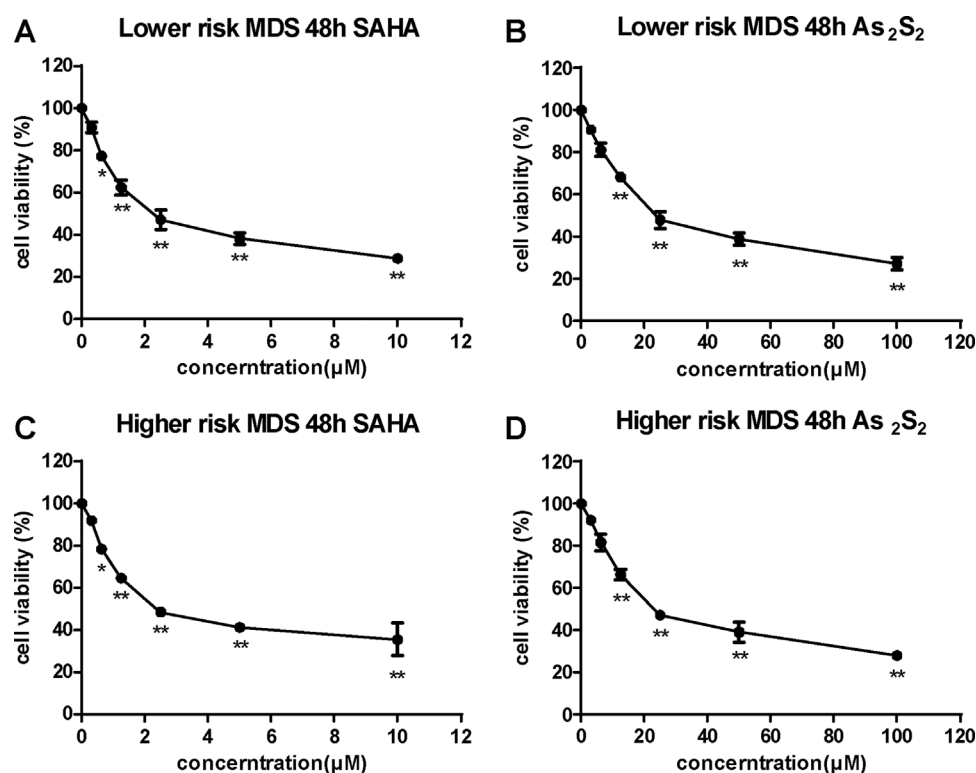 A Lower risk MDS 48h SAHA
120
100
80
60
40
20
0
cell viability (%)
*
**
**
**
**
0 2 4 6 8 10 12
concerntration(µM)
B Lower risk MDS 48h As₂S₂
120
100
80
60
40
20
0
cell viability (%)
**
**
**
**
0 20 40 60 80 100 120
concerntration(µM)
C Higher risk MDS 48h SAHA
120
100
80
60
40
20
0
cell viability (%)
*
**
**
**
**
0 2 4 6 8 10 12
concerntration(µM)
D Higher risk MDS 48h As ₂S₂
120
100
80
60
40
20
0
cell viability (%)
**
**
**
**
0 20 40 60 80 100 120
concerntration(µM)